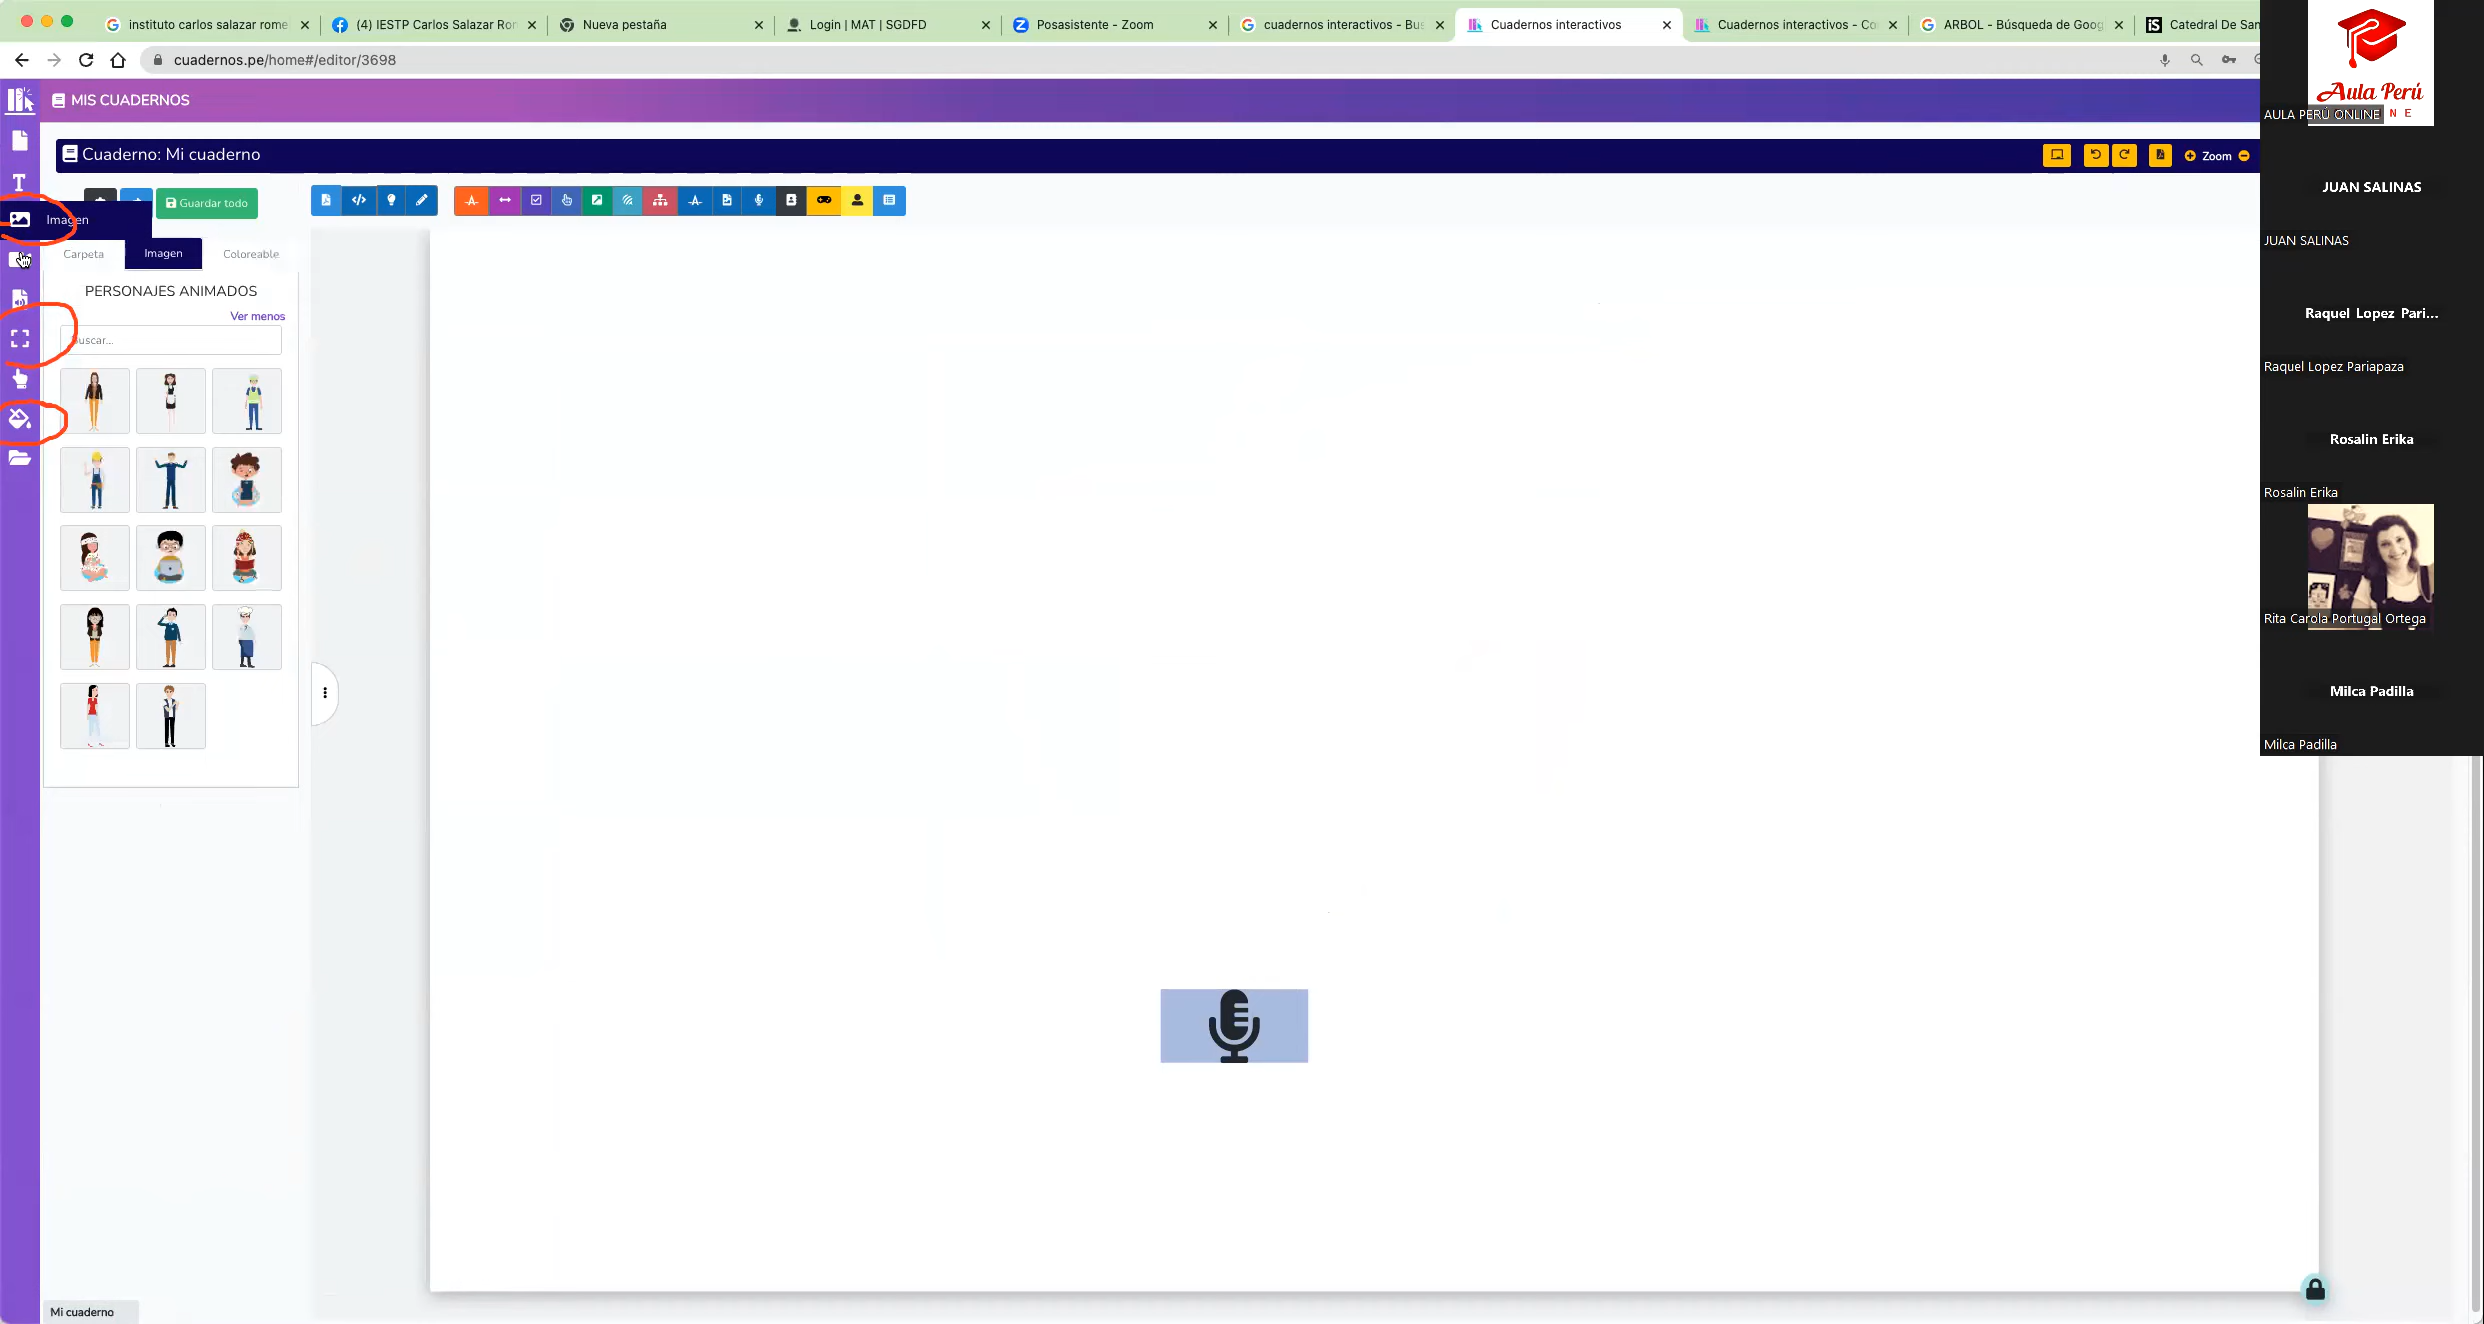 instituto carlos salazar rome
(4) IESTP Carlos Salazar Ror
Nueva pestaña
Login | MAT | SGDFD
Posasistente - Zoom
cuadernos interactivos - Bus
Cuadernos interactivos
Cuadernos interactivos - Co
ARBOL - Búsqueda de Goog
Catedral De San
cuadernos.pe/home#/editor/3698
MIS CUADERNOS
Cuaderno: Mi cuaderno
Zoom
Guardar todo
Imagen
Carpeta
Imagen
Coloreable
PERSONAJES ANIMADOS
Ver menos
Buscar...
Mi cuaderno
Aula Perú
N E
AULA PERÚ ONLINE
JUAN SALINAS
JUAN SALINAS
Raquel Lopez Pari...
Raquel Lopez Pariapaza
Rosalin Erika
Rosalin Erika
Rita Carola Portugal Ortega
Milca Padilla
Milca Padilla